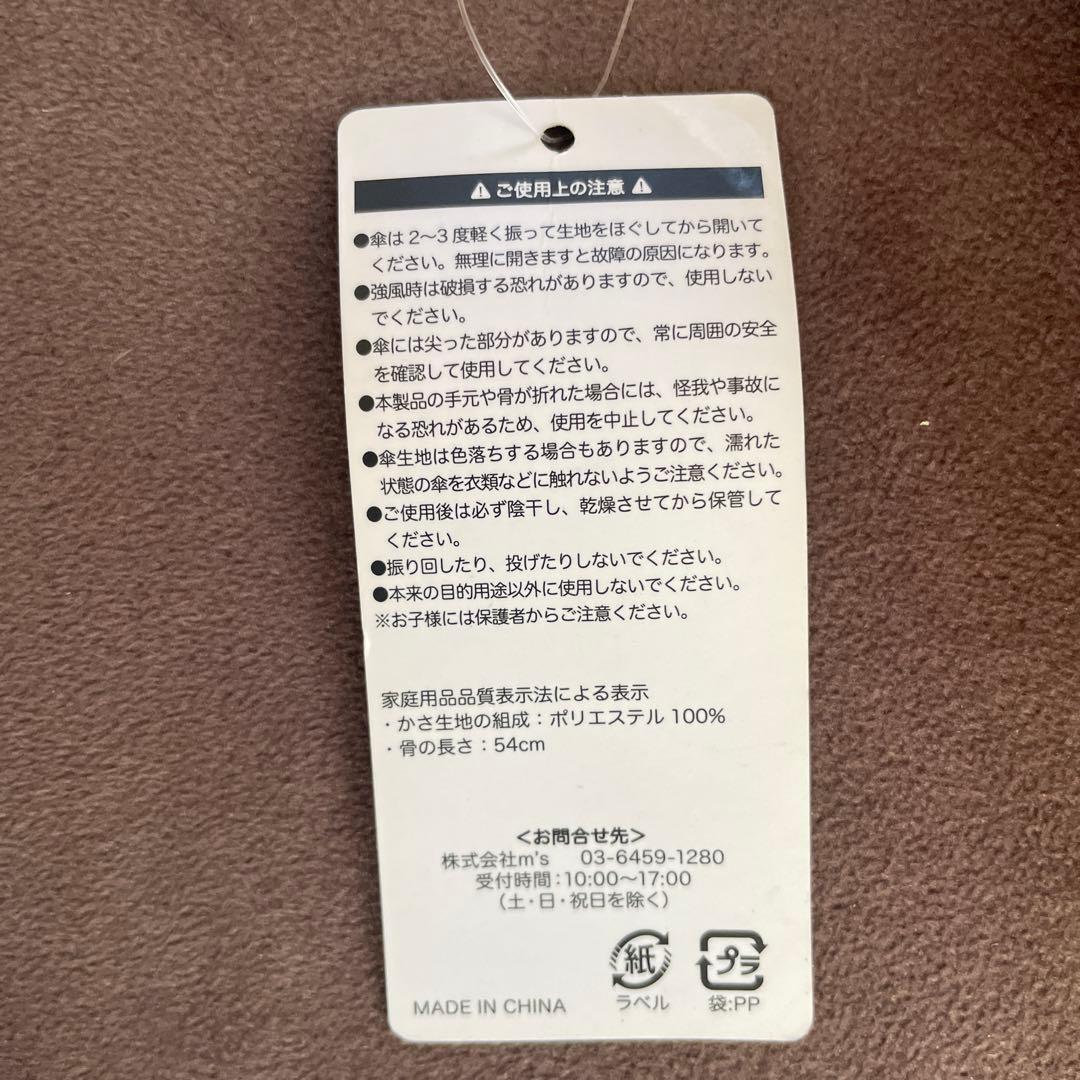 ⚠ご使用上の注意⚠
●傘は2〜3度軽く振って生地をほぐしてから開いて
ください。無理に開きますと故障の原因になります。
●強風時は破損する恐れがありますので、使用しない
でください。
●傘には尖った部分がありますので、常に周囲の安全
を確認して使用してください。
●本製品の手元や骨が折れた場合には、怪我や事故に
なる恐れがあるため、使用を中止してください。
●傘生地は色落ちする場合もありますので、濡れた
状態の傘を衣類などに触れないようご注意ください。
●ご使用後は必ず陰干し、乾燥させてから保管して
ください。
●振り回したり、投げたりしないでください。
●本来の目的用途以外に使用しないでください。
※お子様には保護者からご注意ください。
家庭用品品質表示法による表示
・かさ生地の組成：ポリエステル100%
・骨の長さ：54cm
＜お問合せ先＞
株式会社m's 03-6459-1280
受付時間：10:00〜17:00
（土・日・祝日を除く）
紙 プラ
MADE IN CHINA ラベル 袋:PP